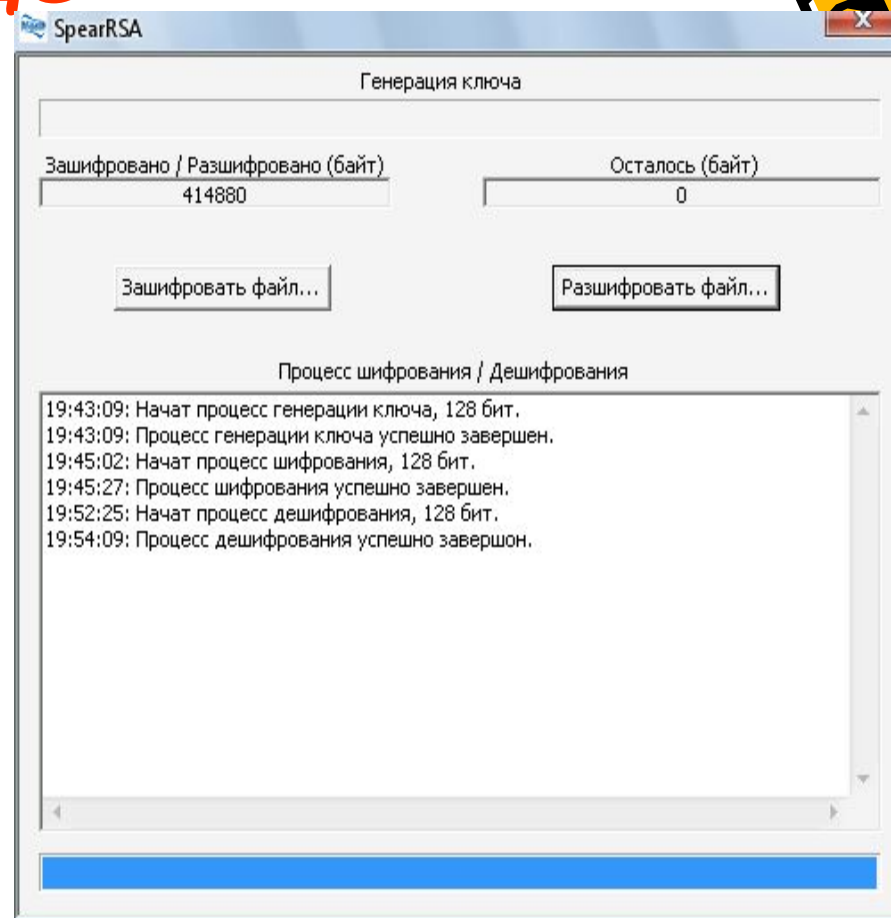 SpearRSA
Генерация ключа
Зашифровано / Разшифровано (байт)
Осталось (байт)
414880
0
Зашифровать файл...
Разшифровать файл...
Процесс шифрования / Дешифрования
19:43:09: Начат процесс генерации ключа, 128 бит.
19:43:09: Процесс генерации ключа успешно завершен.
19:45:02: Начат процесс шифрования, 128 бит.
19:45:27: Процесс шифрования успешно завершен.
19:52:25: Начат процесс дешифрования, 128 бит.
19:54:09: Процесс дешифрования успешно завершон.